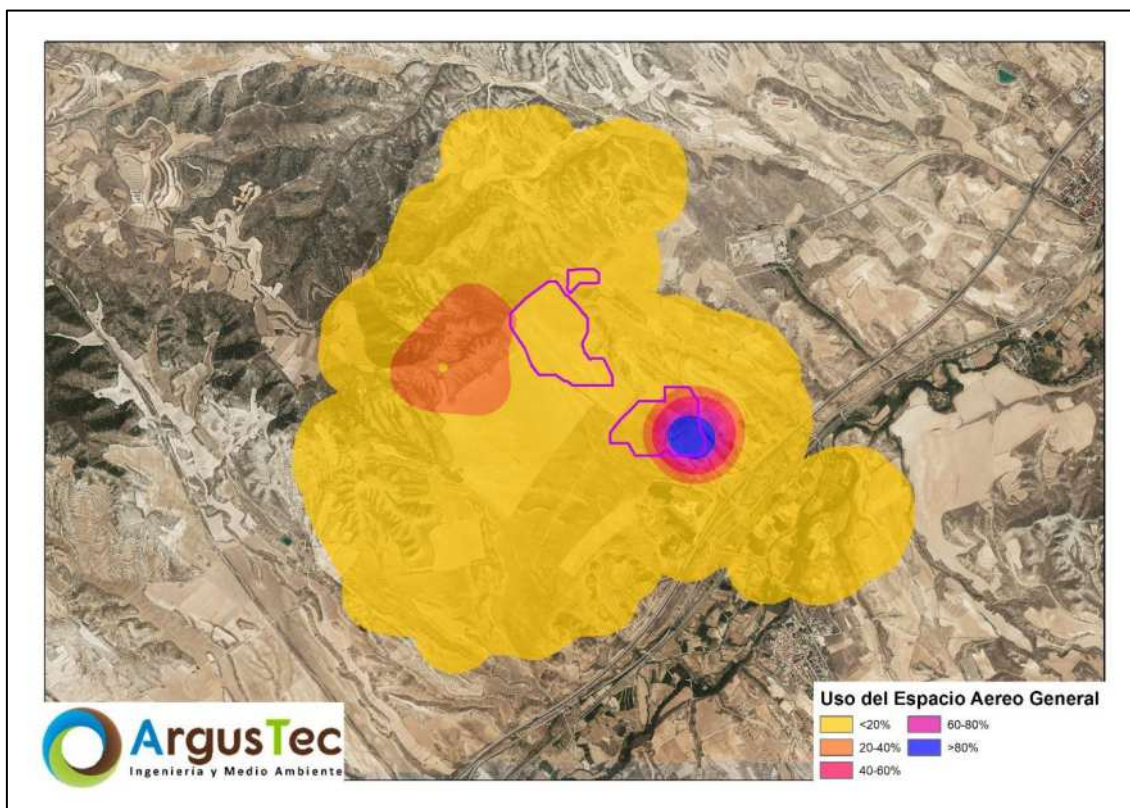 ArgusTec
Ingeniería y Medio Ambiente
Uso del Espacio Aereo General
<20%
20-40%
40-60%
60-80%
>80%